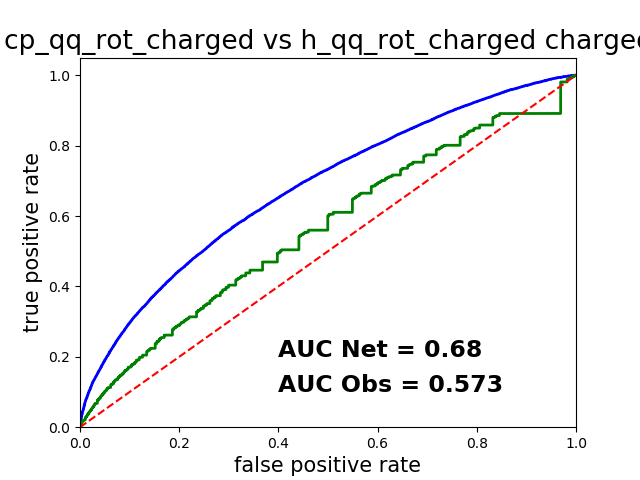 cp_qq_rot_charged vs h_qq_rot_charged charged
1.0
0.8
0.6
0.4
0.2
0.0
true positive rate
AUC Net = 0.68
AUC Obs = 0.573
0.0 0.2 0.4 0.6 0.8 1.0
false positive rate